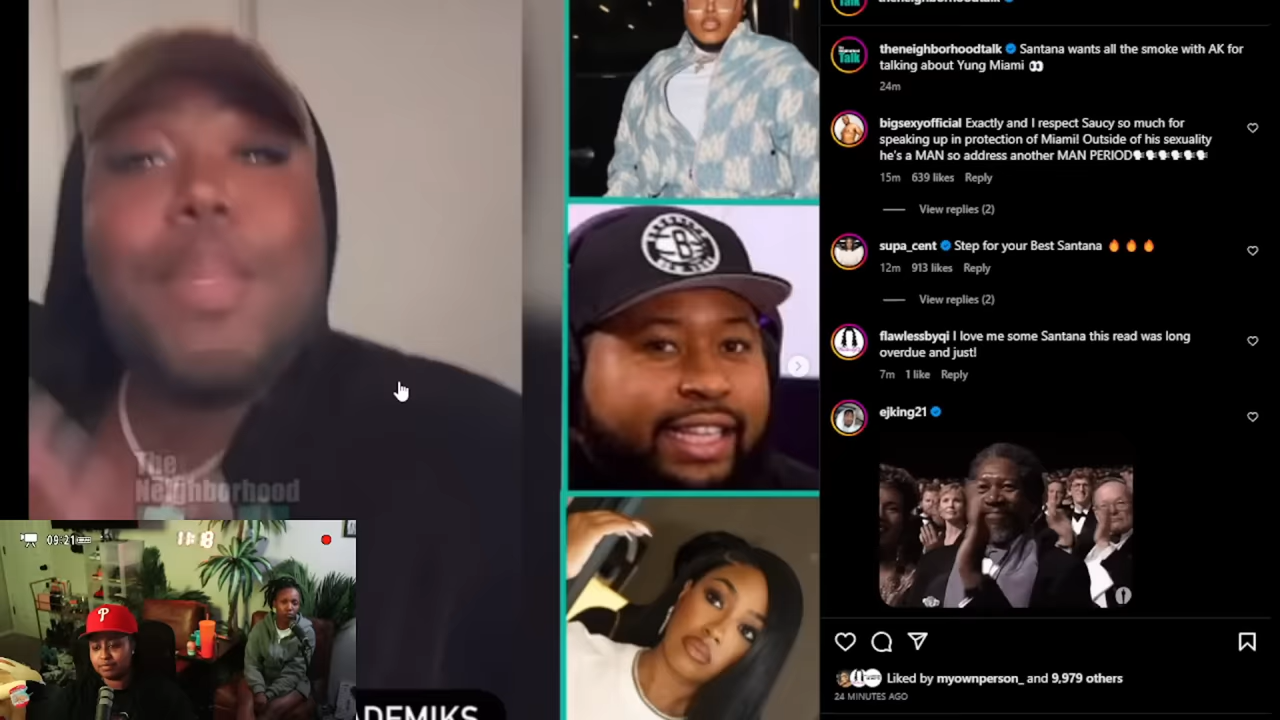 theneighborhoodtalk Santana wants all the smoke with AK for
talking about Yung Miami 👀
24m
bigsexyofficial Exactly and I respect Saucy so much for
speaking up in protection of Miamii Outside of his sexuality
he's a MAN so address another MAN PERIOD🗣🗣🗣🗣🗣🗣
15m 639 likes Reply
View replies (2)
supa_cent Step for your Best Santana 🔥🔥🔥
12m 913 likes Reply
View replies (2)
flawlessbyqi I love me some Santana this read was long
overdue and just!
7m 1 like Reply
ejking21
Liked by myownperson_ and 9,979 others
24 MINUTES AGO
The
Neighborhood
B
09:21
P
Talk